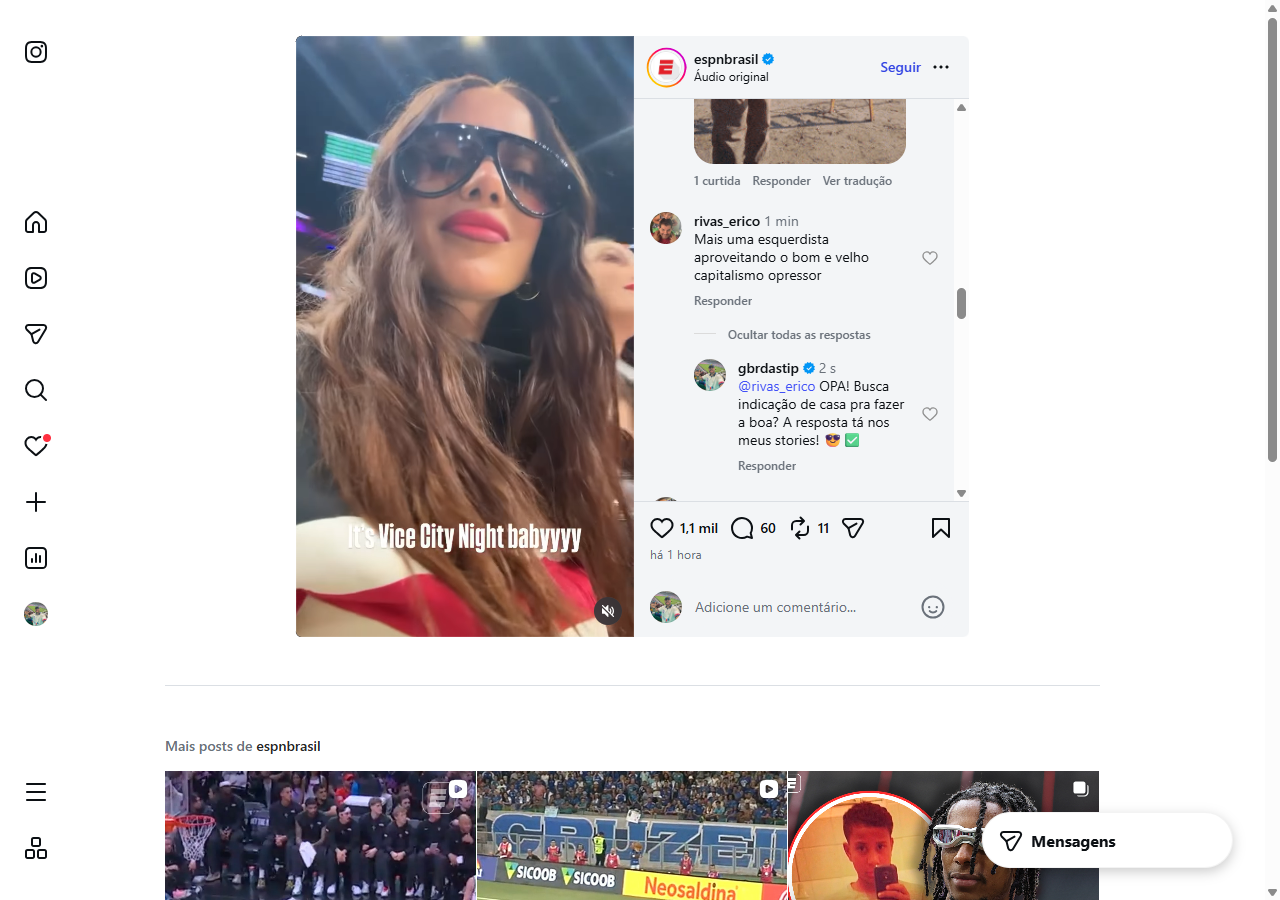 espnbrasil
Áudio original
Seguir
1 curtida Responder Ver tradução
rivas_erico 1 min
Mais uma esquerdista
aproveitando o bom e velho
capitalismo opressor
Responder
Ocultar todas as respostas
gbrdastip 2 s
@rivas_erico OPA! Busca
indicação de casa pra fazer
a boa? A resposta tá nos
meus stories! 😎 ✅
Responder
It's Vice City Night babyyyy
1,1 mil 60 11
há 1 hora
Adicione um comentário...
Mais posts de espnbrasil
CRUZEI
SICOOB SICOOB
Neosaldina
Mensagens